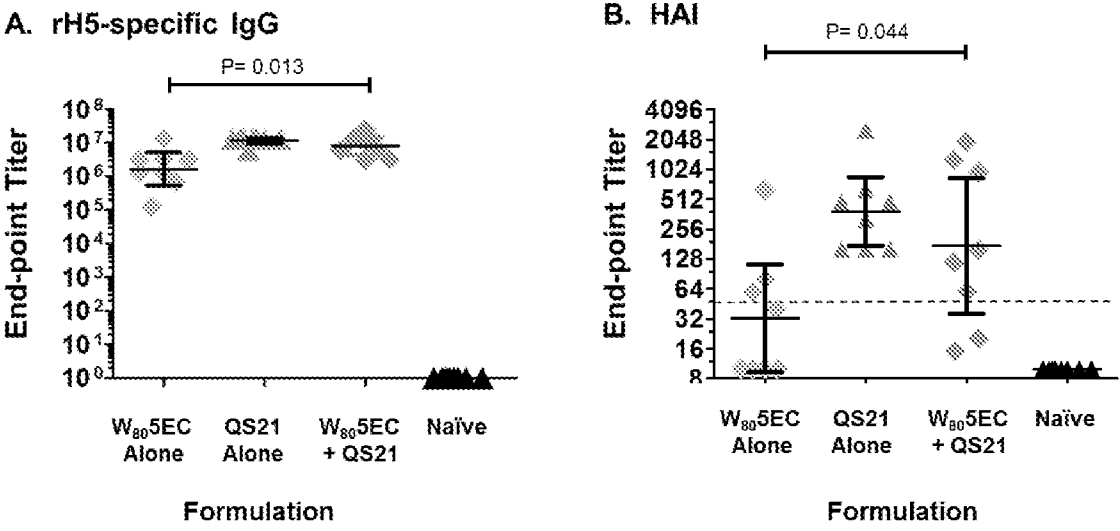 A. rH5-specific IgG
P= 0.013
End-point Titer
10⁸
10⁷
10⁶
10⁵
10⁴
10³
10²
10¹
10⁰
W₈₀5EC Alone
QS21 Alone
W₈₀5EC + QS21
Naïve
Formulation
B. HAI
P= 0.044
End-point Titer
4096
2048
1024
512
256
128
64
32
16
8
W₈₀5EC Alone
QS21 Alone
W₈₀5EC + QS21
Naïve
Formulation